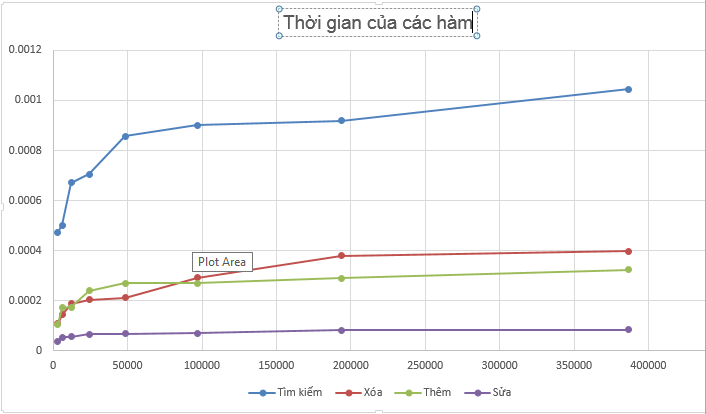 Thời gian của các hàm
0.0012
0.001
0.0008
0.0006
0.0004
0.0002
0
Plot Area
0 50000 100000 150000 200000 250000 300000 350000 400000
Tìm kiếm Xóa Thêm Sửa